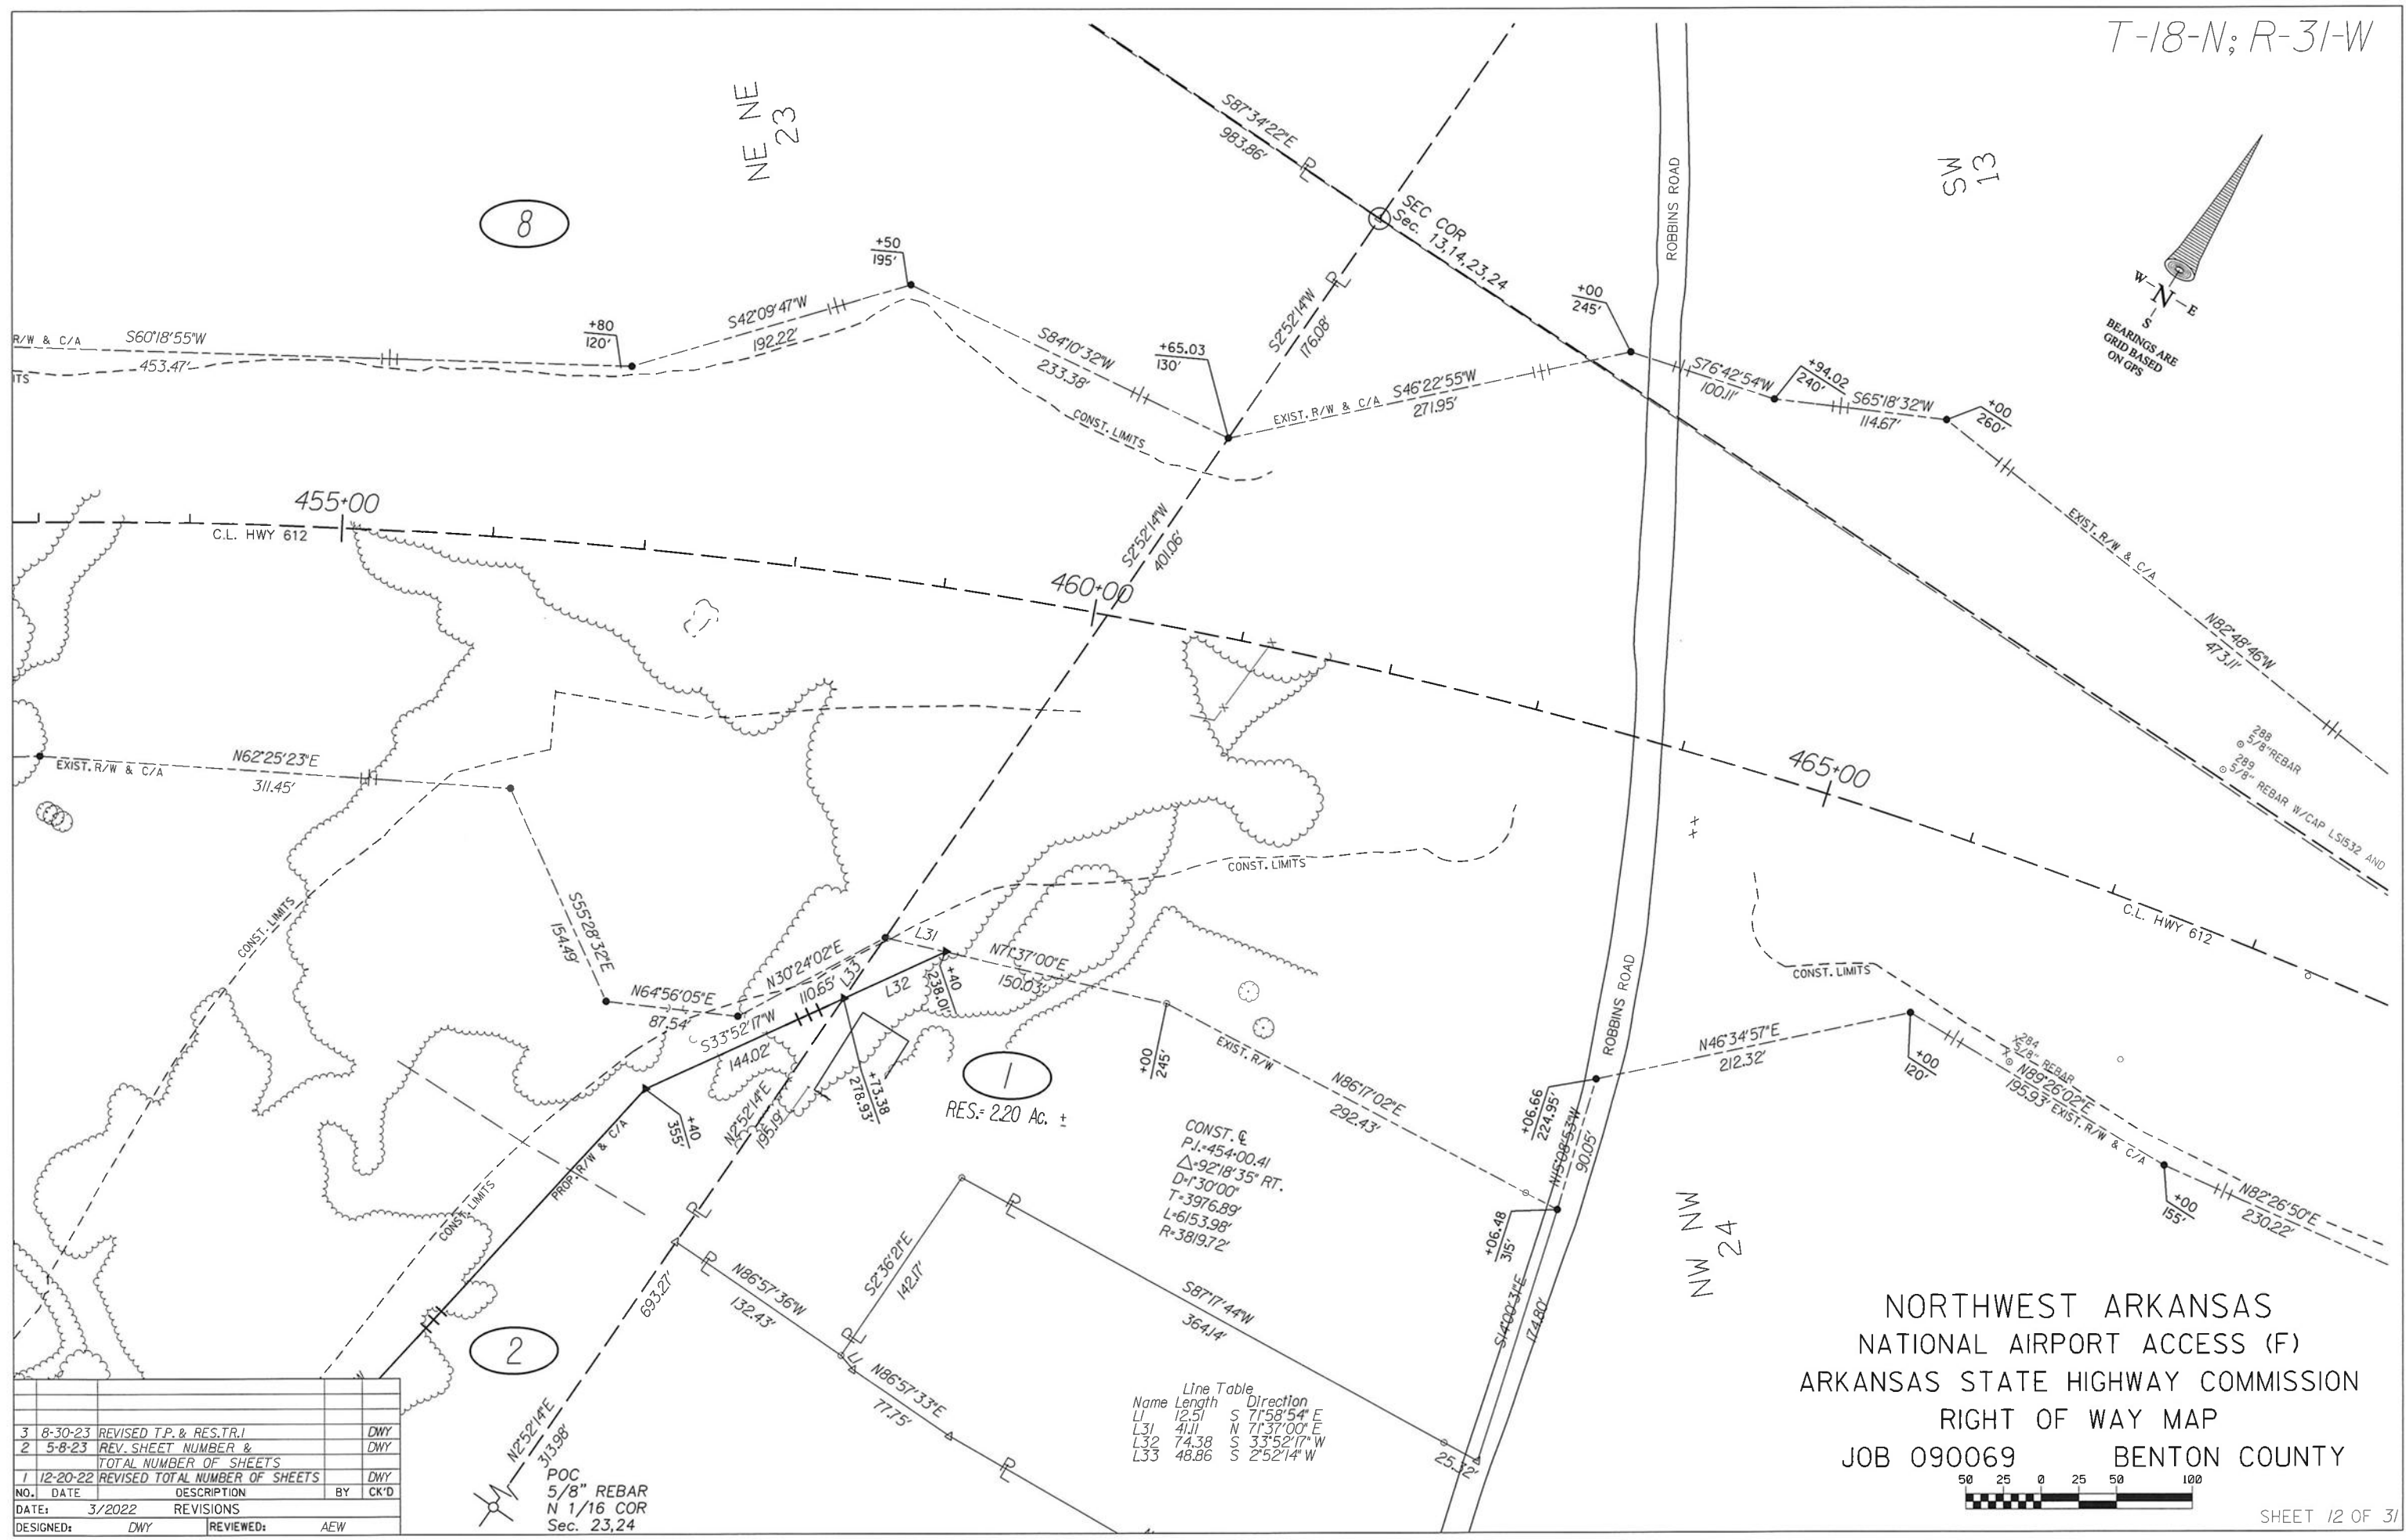 T-18-N; R-31-W
NE NE
23
SW
13
8
S87°34'22"E
983.86'
SEC COR
Sec. 13,14,23,24
ROBBINS ROAD
W N E
S
BEARINGS ARE
GRID BASED
ON GPS
+50
195'
+80
120'
+65.03
130'
+00
245'
+94.02
240'
+00
260'
R/W & C/A
S60°18'55"W
453.47'
ITS
S42°09'47"W
192.22'
S84°10'32"W
233.38'
CONST. LIMITS
S2°52'14"W
176.08'
EXIST. R/W & C/A
S46°22'55"W
271.95'
S76°42'54"W
100.11'
S65°18'32"W
114.67'
EXIST. R/W & C/A
N82°48'46"W
473.11'
455+00
C.L. HWY 612
S2°52'14"W
401.06'
460+00
465+00
C.L. HWY 612
288
5/8"REBAR
289
5/8" REBAR W/CAP LS1532 AND
N62°25'23"E
EXIST. R/W & C/A
311.45'
S55°28'32"E
154.49'
CONST. LIMITS
N64°56'05"E
87.54'
N30°24'02"E
110.65'
L33
L31
L32
+40
238.01'
N71°37'00"E
150.03'
CONST. LIMITS
S33°52'17"W
144.02'
+40
355'
+73.38
278.93'
N2°52'14"E
195.19'
1
RES.= 2.20 Ac. ±
+00
245'
EXIST. R/W
N86°17'02"E
292.43'
ROBBINS ROAD
+06.66
224.95'
N15°08'53"W
90.05'
+06.48
315'
N46°34'57"E
212.32'
CONST. LIMITS
+00
120'
284
5/8" REBAR
N89°26'02"E
195.93' EXIST. R/W & C/A
+00
155'
N82°26'50"E
230.22'
PROP. R/W & C/A
CONST. LIMITS
CONST. ℄
P.I.=454+00.41
△=92°18'35" RT.
D=1°30'00"
T=3976.89'
L=6153.98'
R=3819.72'
NW NW
24
S14°00'31"E
174.80'
S2°36'21"E
142.17'
S87°17'44"W
364.14'
25.32'
N86°57'36"W
132.43'
N86°57'33"E
77.75'
693.27'
2
N2°52'14"E
313.98'
POC
5/8" REBAR
N 1/16 COR
Sec. 23,24
Line Table
Name Length Direction
L1 12.51 S 71°58'54" E
L31 41.11 N 71°37'00" E
L32 74.38 S 33°52'17" W
L33 48.86 S 2°52'14" W
NORTHWEST ARKANSAS
NATIONAL AIRPORT ACCESS (F)
ARKANSAS STATE HIGHWAY COMMISSION
RIGHT OF WAY MAP
JOB 090069 BENTON COUNTY
50 25 0 25 50 100
SHEET 12 OF 31
3 8-30-23 REVISED T.P. & RES.TR.1 DWY
2 5-8-23 REV. SHEET NUMBER & DWY
TOTAL NUMBER OF SHEETS
1 12-20-22 REVISED TOTAL NUMBER OF SHEETS DWY
NO. DATE DESCRIPTION BY CK'D
DATE: 3/2022 REVISIONS
DESIGNED: DWY REVIEWED: AEW